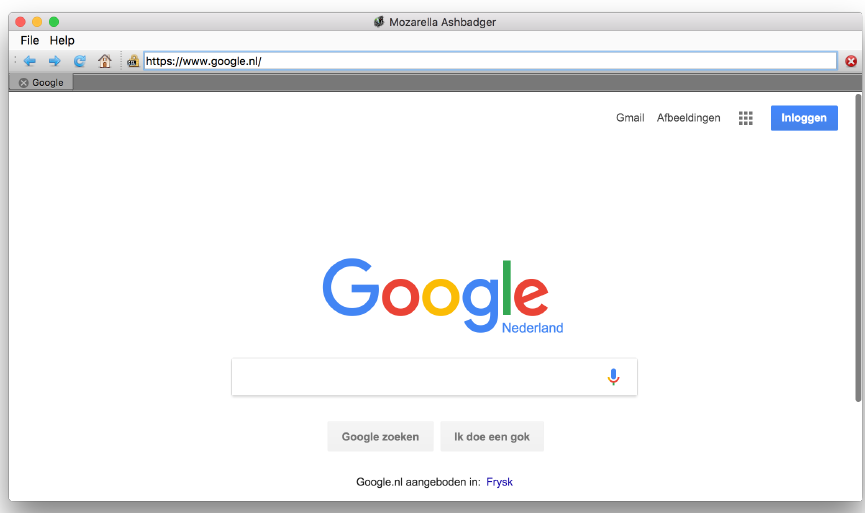 Mozarella Ashbadger
File Help
https://www.google.nl/
Google
Gmail Afbeeldingen Inloggen
Google
Nederland
Google zoeken Ik doe een gok
Google.nl aangeboden in: Frysk